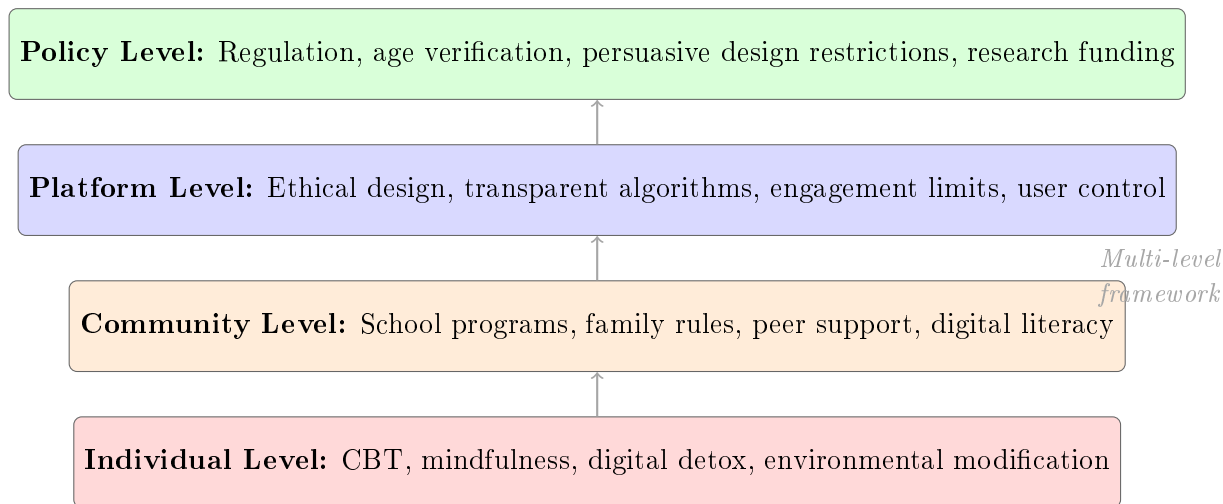 Policy Level: Regulation, age verification, persuasive design restrictions, research funding
Platform Level: Ethical design, transparent algorithms, engagement limits, user control
Multi-level
framework
Community Level: School programs, family rules, peer support, digital literacy
Individual Level: CBT, mindfulness, digital detox, environmental modification